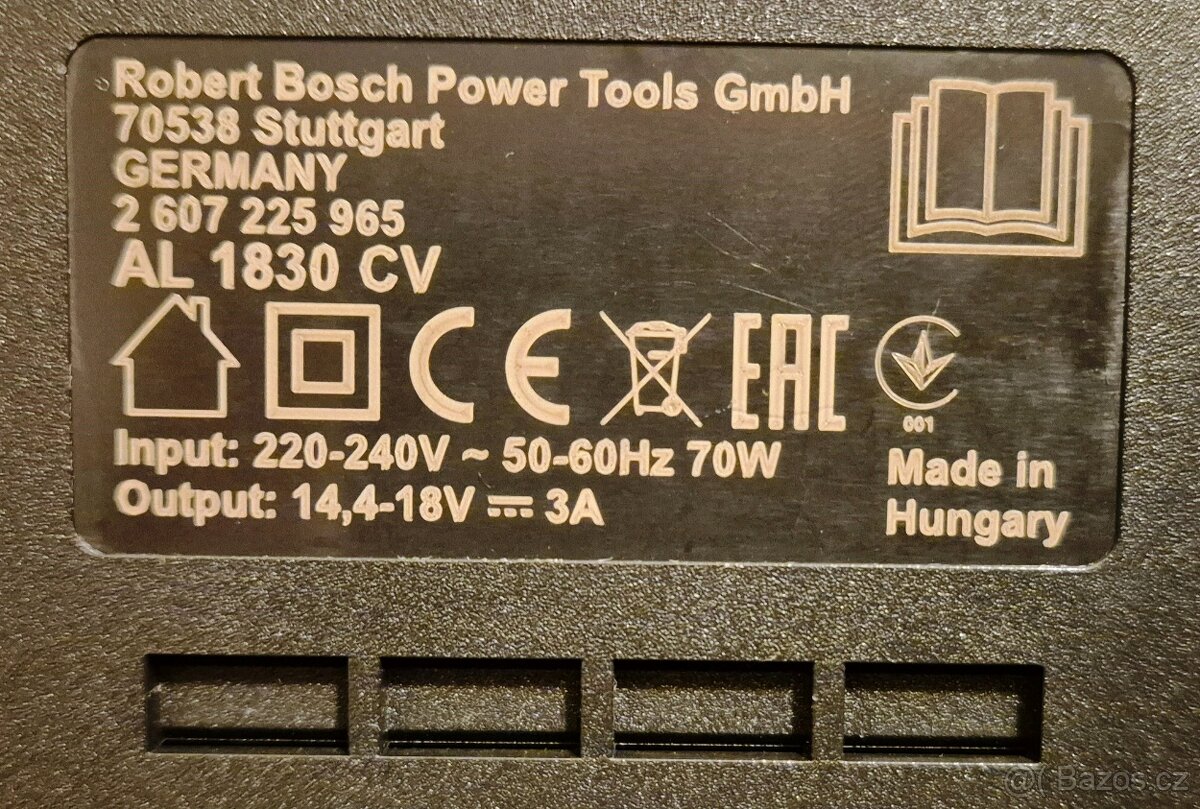 Robert Bosch Power Tools GmbH
70538 Stuttgart
GERMANY
2 607 225 965
AL 1830 CV
CE
EAC
001
Input: 220-240V ~ 50-60Hz 70W
Output: 14,4-18V ⎓ 3A
Made in
Hungary
Bazos.cz